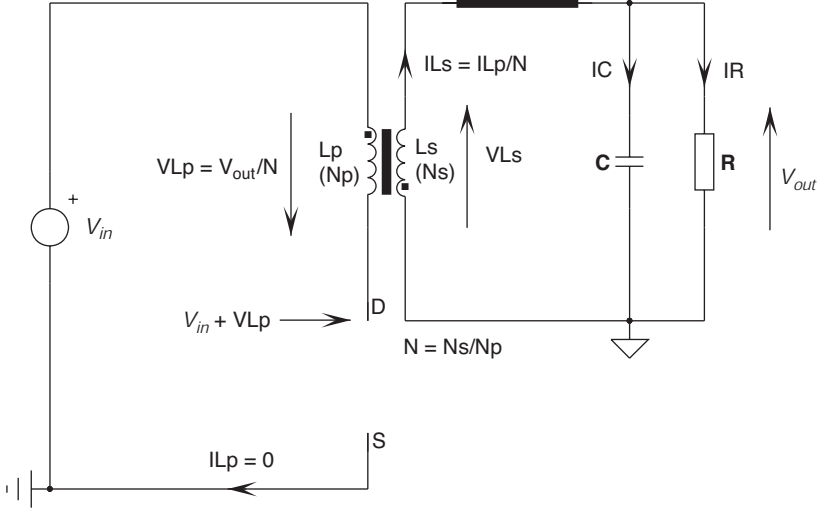 ILs = ILp/N
IC
IR
VLp = Vout/N
Lp
(Np)
Ls
(Ns)
VLs
C
R
Vout
+
Vin
Vin + VLp
D
N = Ns/Np
S
ILp = 0